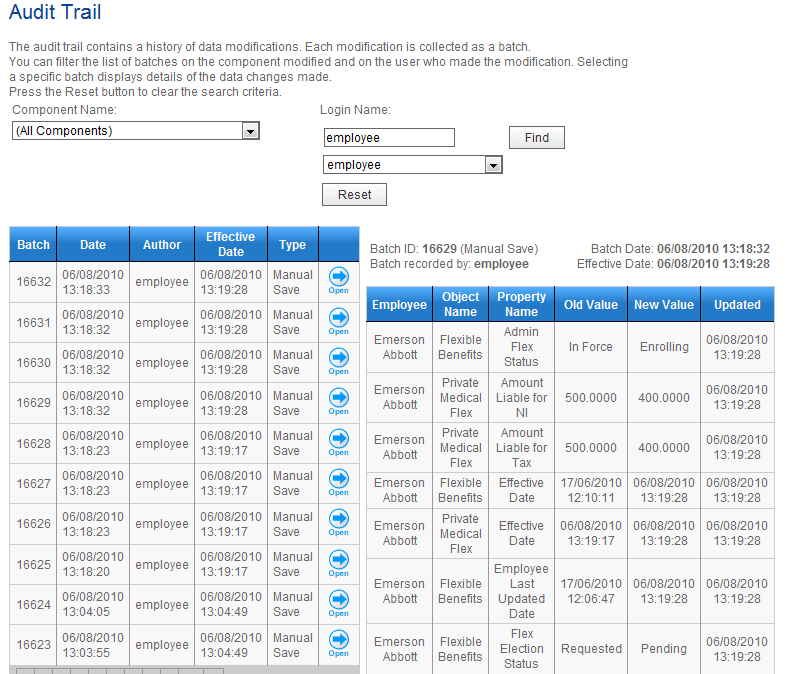 Audit Trail
The audit trail contains a history of data modifications. Each modification is collected as a batch.
You can filter the list of batches on the component modified and on the user who made the modification. Selecting
a specific batch displays details of the data changes made.
Press the Reset button to clear the search criteria.
Component Name:
(All Components)
Login Name:
employee
Find
employee
Reset
Batch Date Author Effective Date Type
16632 06/08/2010 13:18:33 employee 06/08/2010 13:19:28 Manual Save Open
16631 06/08/2010 13:18:32 employee 06/08/2010 13:19:28 Manual Save Open
16630 06/08/2010 13:18:32 employee 06/08/2010 13:19:28 Manual Save Open
16629 06/08/2010 13:18:32 employee 06/08/2010 13:19:28 Manual Save Open
16628 06/08/2010 13:18:23 employee 06/08/2010 13:19:17 Manual Save Open
16627 06/08/2010 13:18:23 employee 06/08/2010 13:19:17 Manual Save Open
16626 06/08/2010 13:18:23 employee 06/08/2010 13:19:17 Manual Save Open
16625 06/08/2010 13:18:20 employee 06/08/2010 13:19:17 Manual Save Open
16624 06/08/2010 13:04:05 employee 06/08/2010 13:04:49 Manual Save Open
16623 06/08/2010 13:03:55 employee 06/08/2010 13:04:49 Manual Save Open
Batch ID: 16629 (Manual Save) Batch Date: 06/08/2010 13:18:32
Batch recorded by: employee Effective Date: 06/08/2010 13:19:28
Employee Object Name Property Name Old Value New Value Updated
Emerson Abbott Flexible Benefits Admin Flex Status In Force Enrolling 06/08/2010 13:19:28
Emerson Abbott Private Medical Flex Amount Liable for NI 500.0000 400.0000 06/08/2010 13:19:28
Emerson Abbott Private Medical Flex Amount Liable for Tax 500.0000 400.0000 06/08/2010 13:19:28
Emerson Abbott Flexible Benefits Effective Date 17/06/2010 12:10:11 06/08/2010 13:19:28 06/08/2010 13:19:28
Emerson Abbott Private Medical Flex Effective Date 06/08/2010 13:19:17 06/08/2010 13:19:28 06/08/2010 13:19:28
Emerson Abbott Flexible Benefits Employee Last Updated Date 17/06/2010 12:06:47 06/08/2010 13:19:28 06/08/2010 13:19:28
Emerson Abbott Flexible Benefits Flex Election Status Requested Pending 06/08/2010 13:19:28